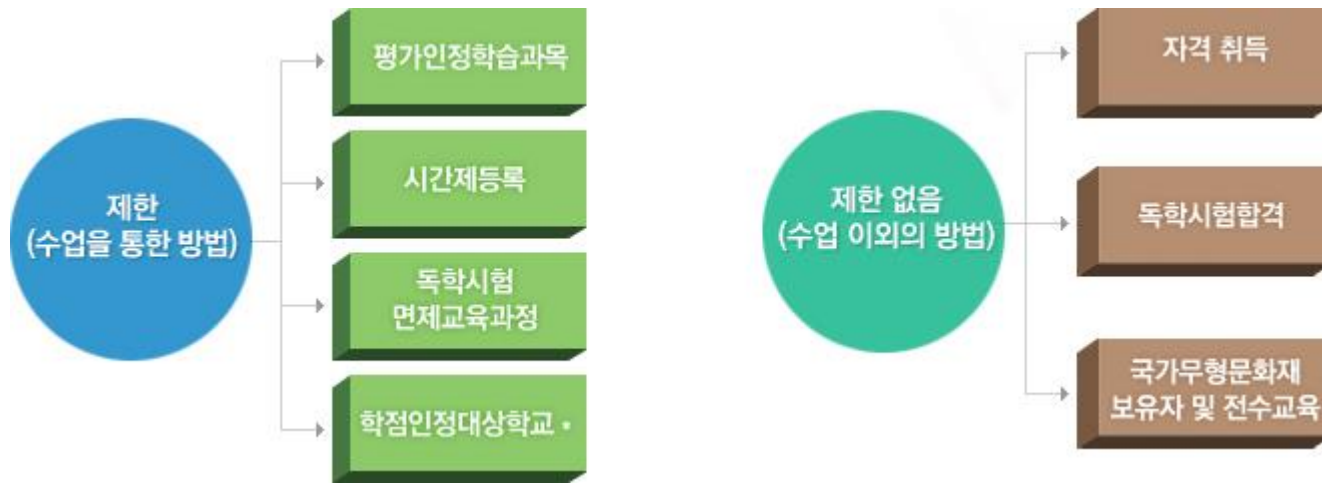 제한
(수업을 통한 방법)
평가인정학습과목
시간제등록
독학시험
면제교육과정
학점인정대상학교 *
제한 없음
(수업 이외의 방법)
자격 취득
독학시험합격
국가무형문화재
보유자 및 전수교육